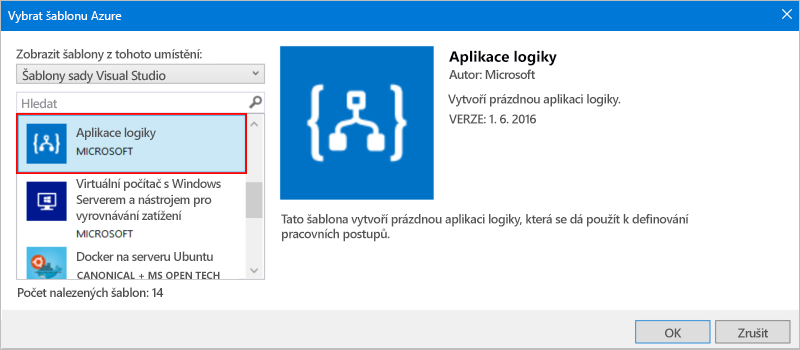 Vybrat šablonu Azure
Zobrazit šablony z tohoto umístění:
Šablony sady Visual Studio
Hledat
Aplikace logiky
MICROSOFT
Virtuální počítač s Windows
Serverem a nástrojem pro
vyrovnávání zatížení
MICROSOFT
Docker na serveru Ubuntu
CANONICAL + MS OPEN TECH
Počet nalezených šablon: 14
Aplikace logiky
Autor: Microsoft
Vytvoří prázdnou aplikaci logiky.
VERZE: 1. 6. 2016
Tato šablona vytvoří prázdnou aplikaci logiky, která se dá použít k definování
pracovních postupů.
OK
Zrušit